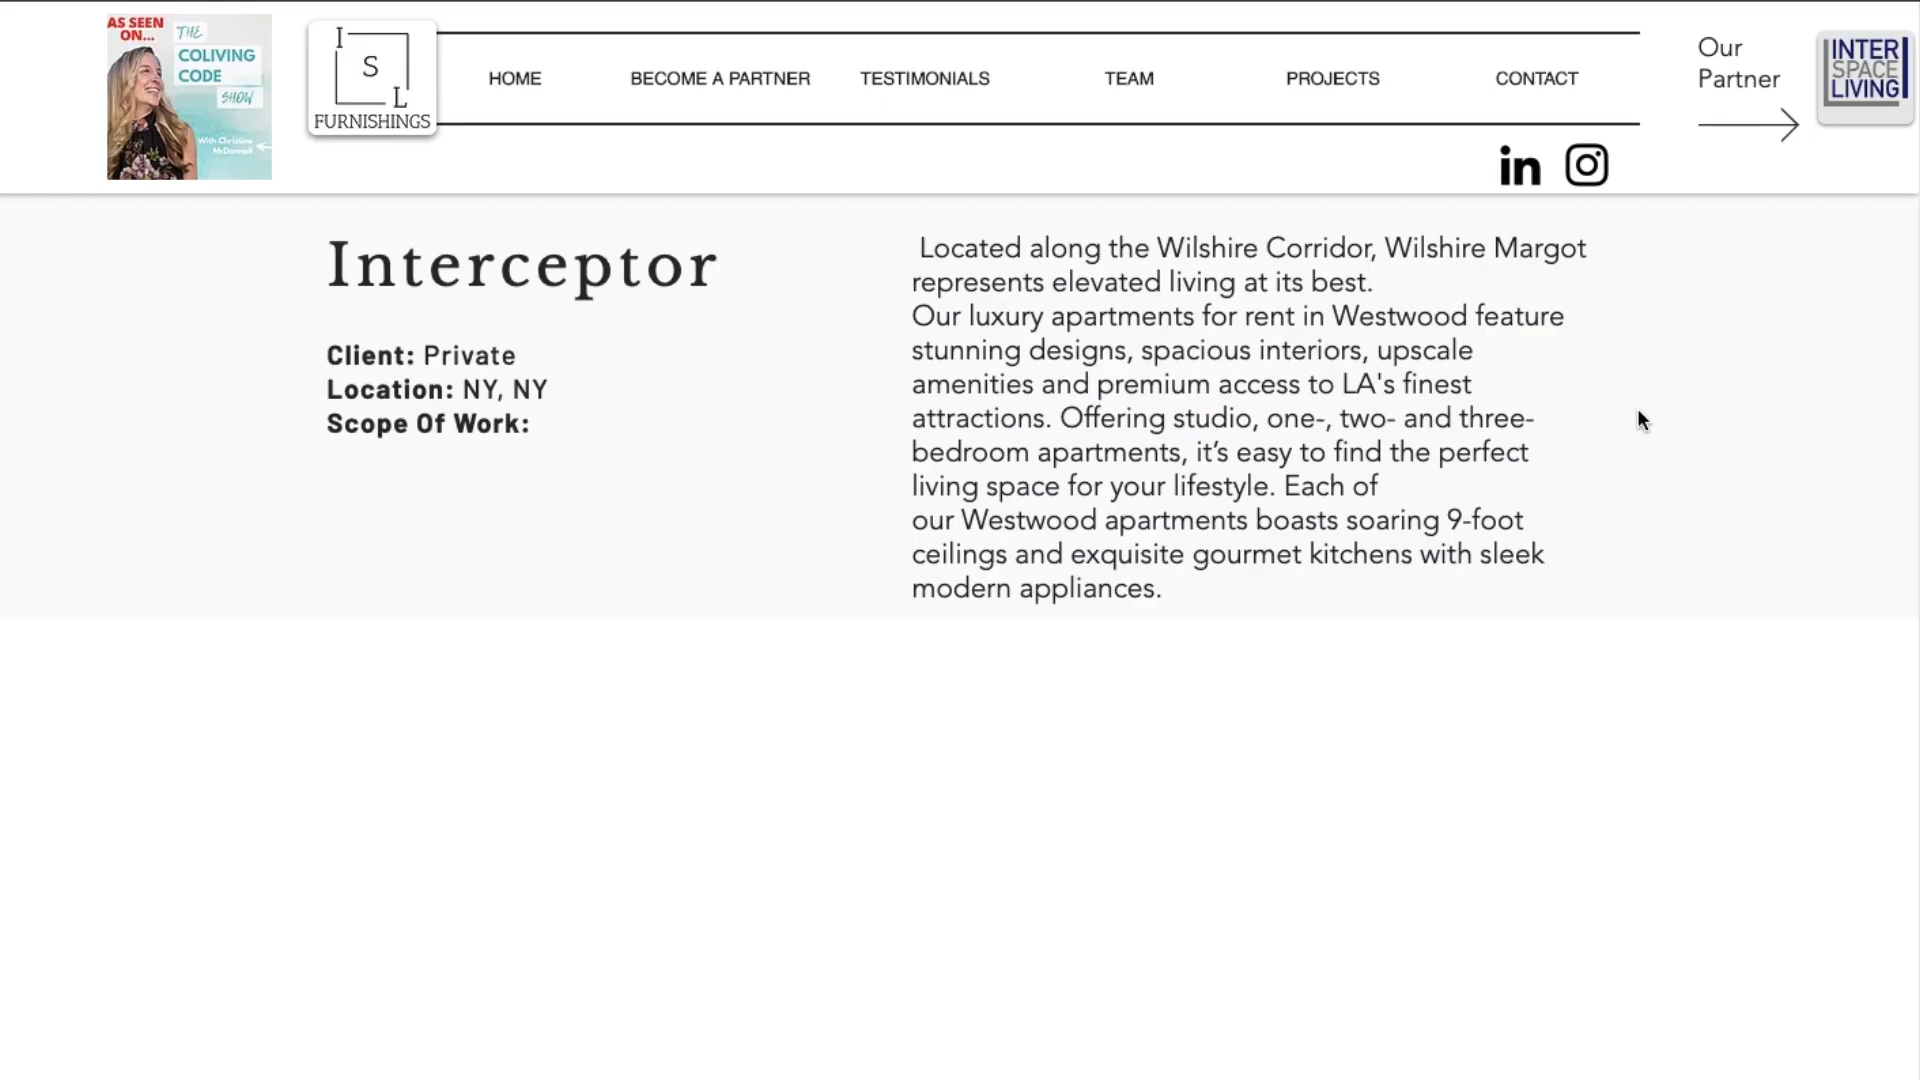 AS SEEN
ON...
THE
COLIVING
CODE
SHOW
With Christine
McDonnell
I
S
L
FURNISHINGS
HOME
BECOME A PARTNER
TESTIMONIALS
TEAM
PROJECTS
CONTACT
Our
Partner
INTER
SPACE
LIVING
in
Interceptor
Client: Private
Location: NY, NY
Scope Of Work:
Located along the Wilshire Corridor, Wilshire Margot
represents elevated living at its best.
Our luxury apartments for rent in Westwood feature
stunning designs, spacious interiors, upscale
amenities and premium access to LA's finest
attractions. Offering studio, one-, two- and three-
bedroom apartments, it’s easy to find the perfect
living space for your lifestyle. Each of
our Westwood apartments boasts soaring 9-foot
ceilings and exquisite gourmet kitchens with sleek
modern appliances.